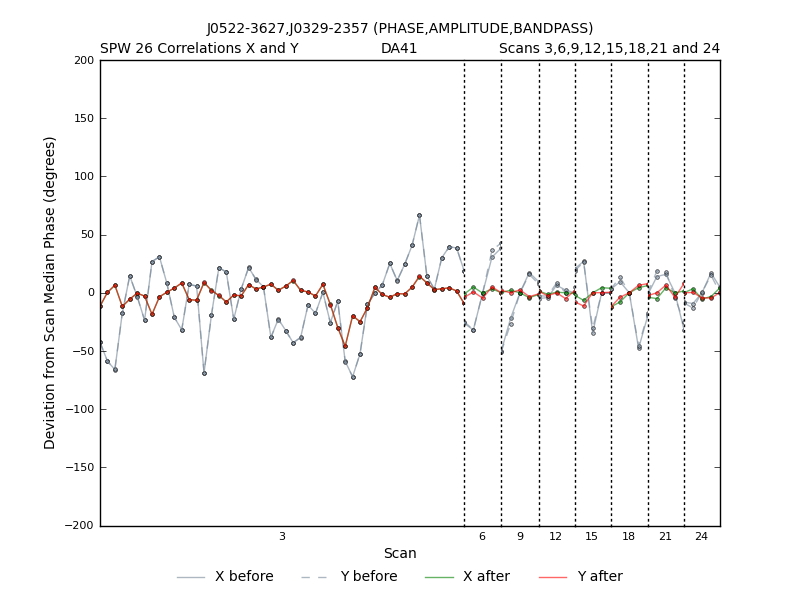 J0522-3627,J0329-2357 (PHASE,AMPLITUDE,BANDPASS)
SPW 26 Correlations X and Y DA41 Scans 3,6,9,12,15,18,21 and 24
200
150
100
50
0
−50
−100
−150
−200
Deviation from Scan Median Phase (degrees)
3 6 9 12 15 18 21 24
Scan
X before Y before X after Y after